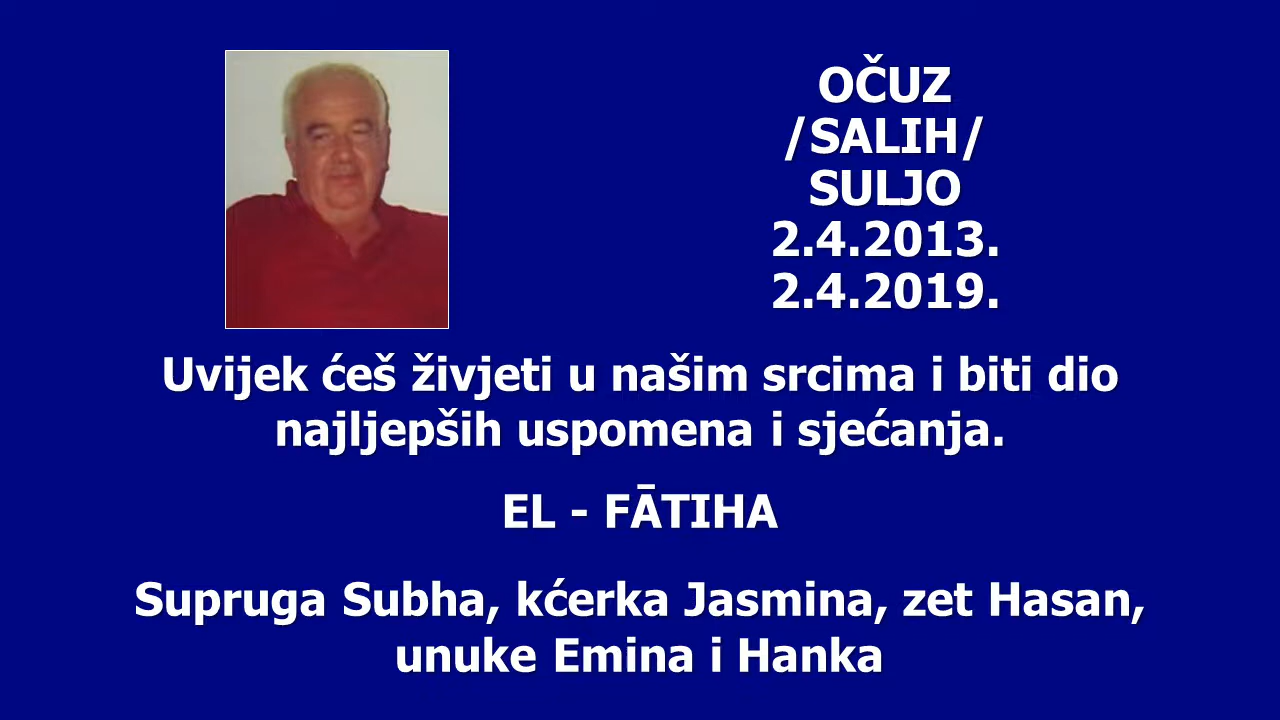 OČUZ
/SALIH/
SULJO
2.4.2013.
2.4.2019.
Uvijek ćeš živjeti u našim srcima i biti dio
najljepših uspomena i sjećanja.
EL - FĀTIHA
Supruga Subha, kćerka Jasmina, zet Hasan,
unuke Emina i Hanka